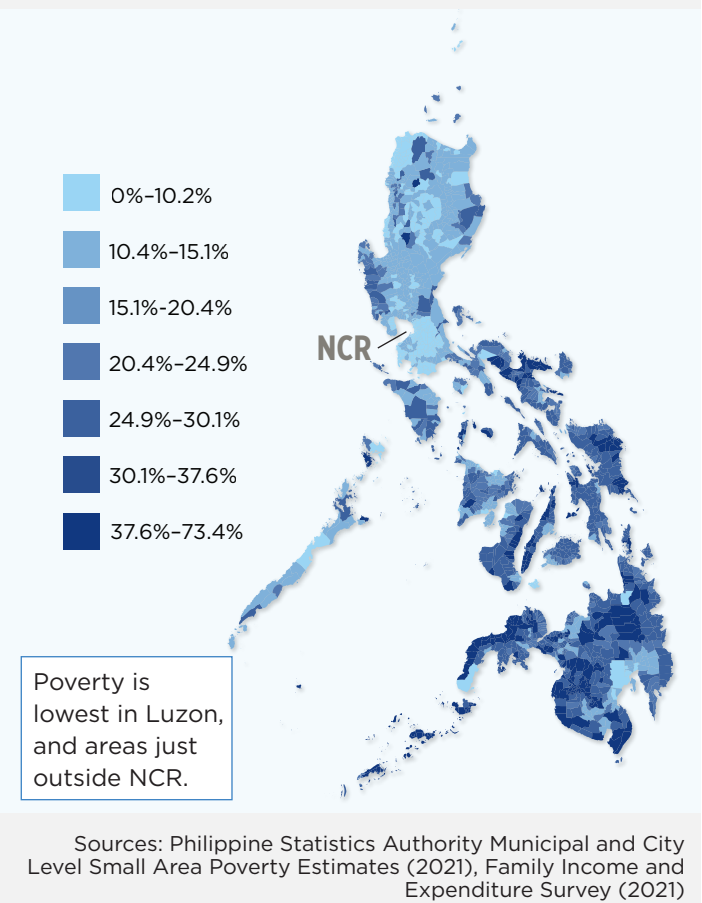 0%–10.2%
10.4%–15.1%
15.1%-20.4%
20.4%–24.9%
24.9%–30.1%
30.1%–37.6%
37.6%–73.4%
NCR
Poverty is
lowest in Luzon,
and areas just
outside NCR.
Sources: Philippine Statistics Authority Municipal and City
Level Small Area Poverty Estimates (2021), Family Income and
Expenditure Survey (2021)